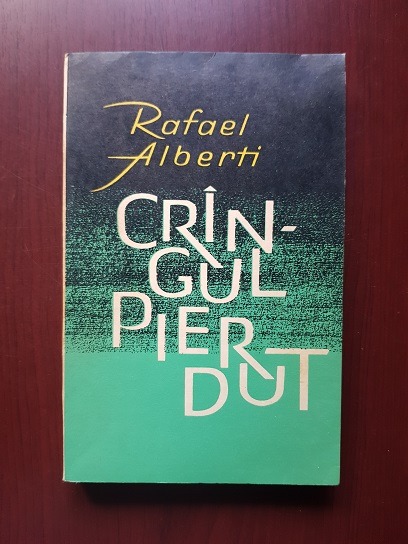 Rafael
Alberti
CRÎN-
GUL
PIER
DUT